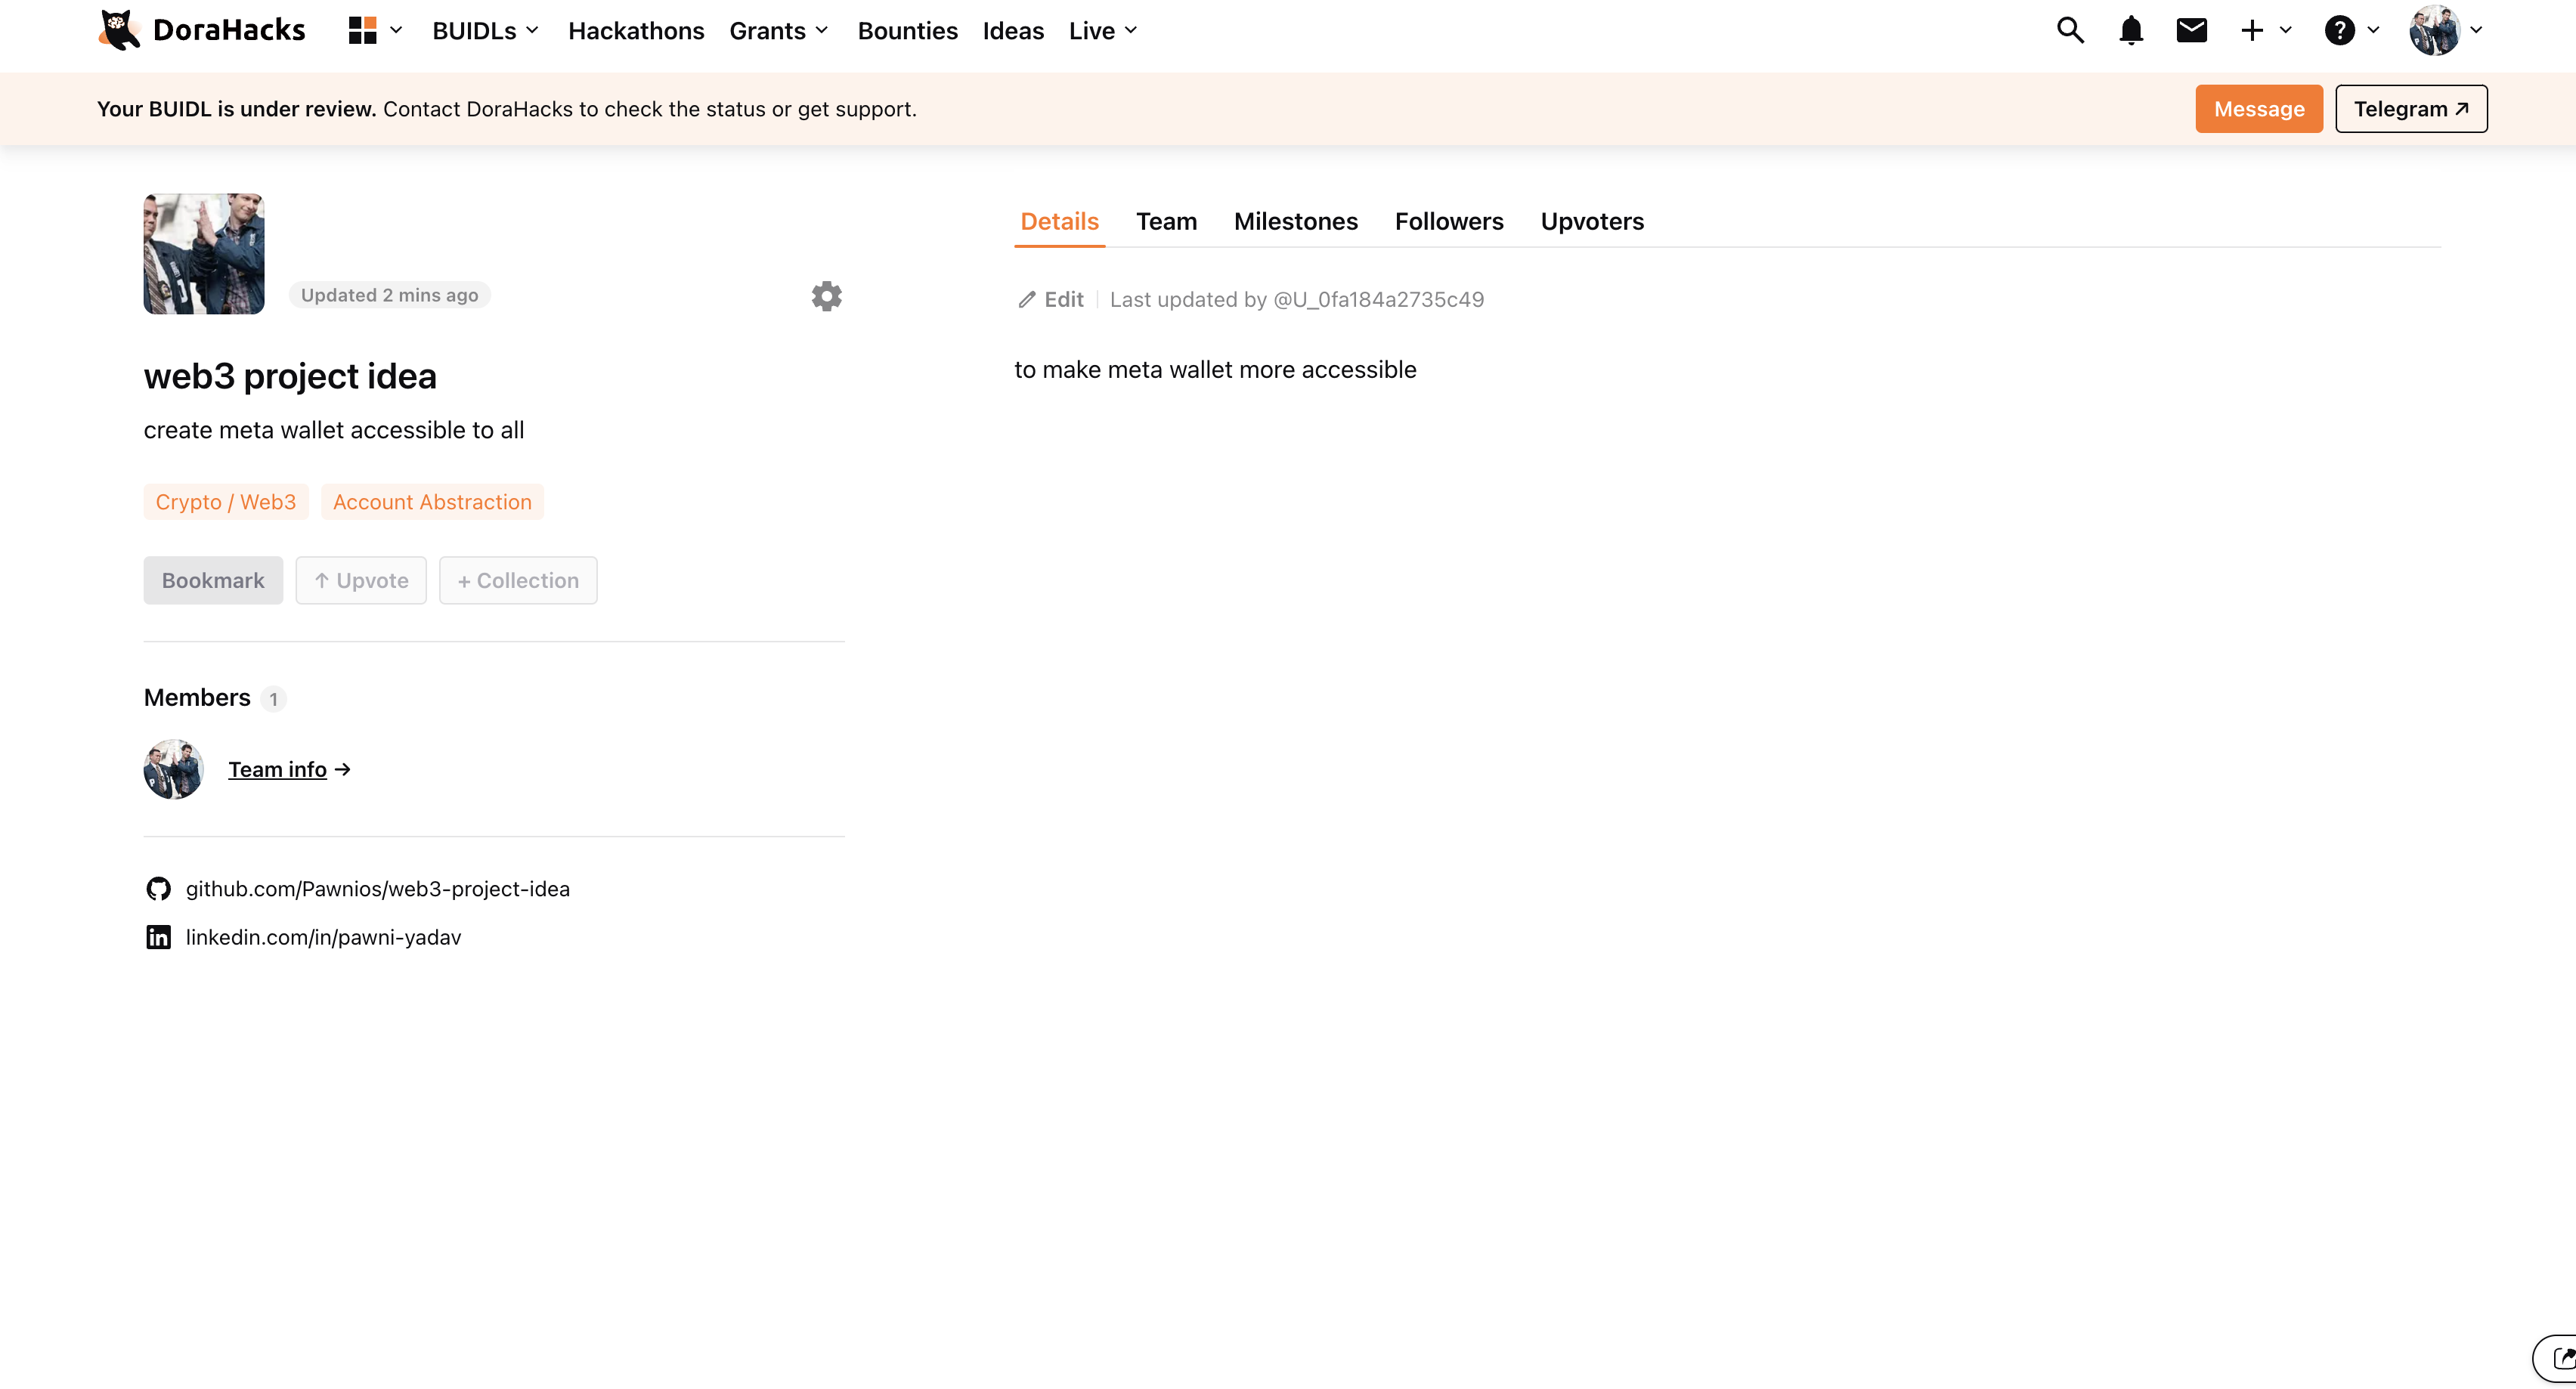 DoraHacks BUIDLs Hackathons Grants Bounties Ideas Live
Your BUIDL is under review. Contact DoraHacks to check the status or get support. Message Telegram
Updated 2 mins ago
web3 project idea
create meta wallet accessible to all
Crypto / Web3 Account Abstraction
Bookmark ↑ Upvote + Collection
Members 1
Team info →
github.com/Pawnios/web3-project-idea
linkedin.com/in/pawni-yadav
Details Team Milestones Followers Upvoters
Edit Last updated by @U_0fa184a2735c49
to make meta wallet more accessible